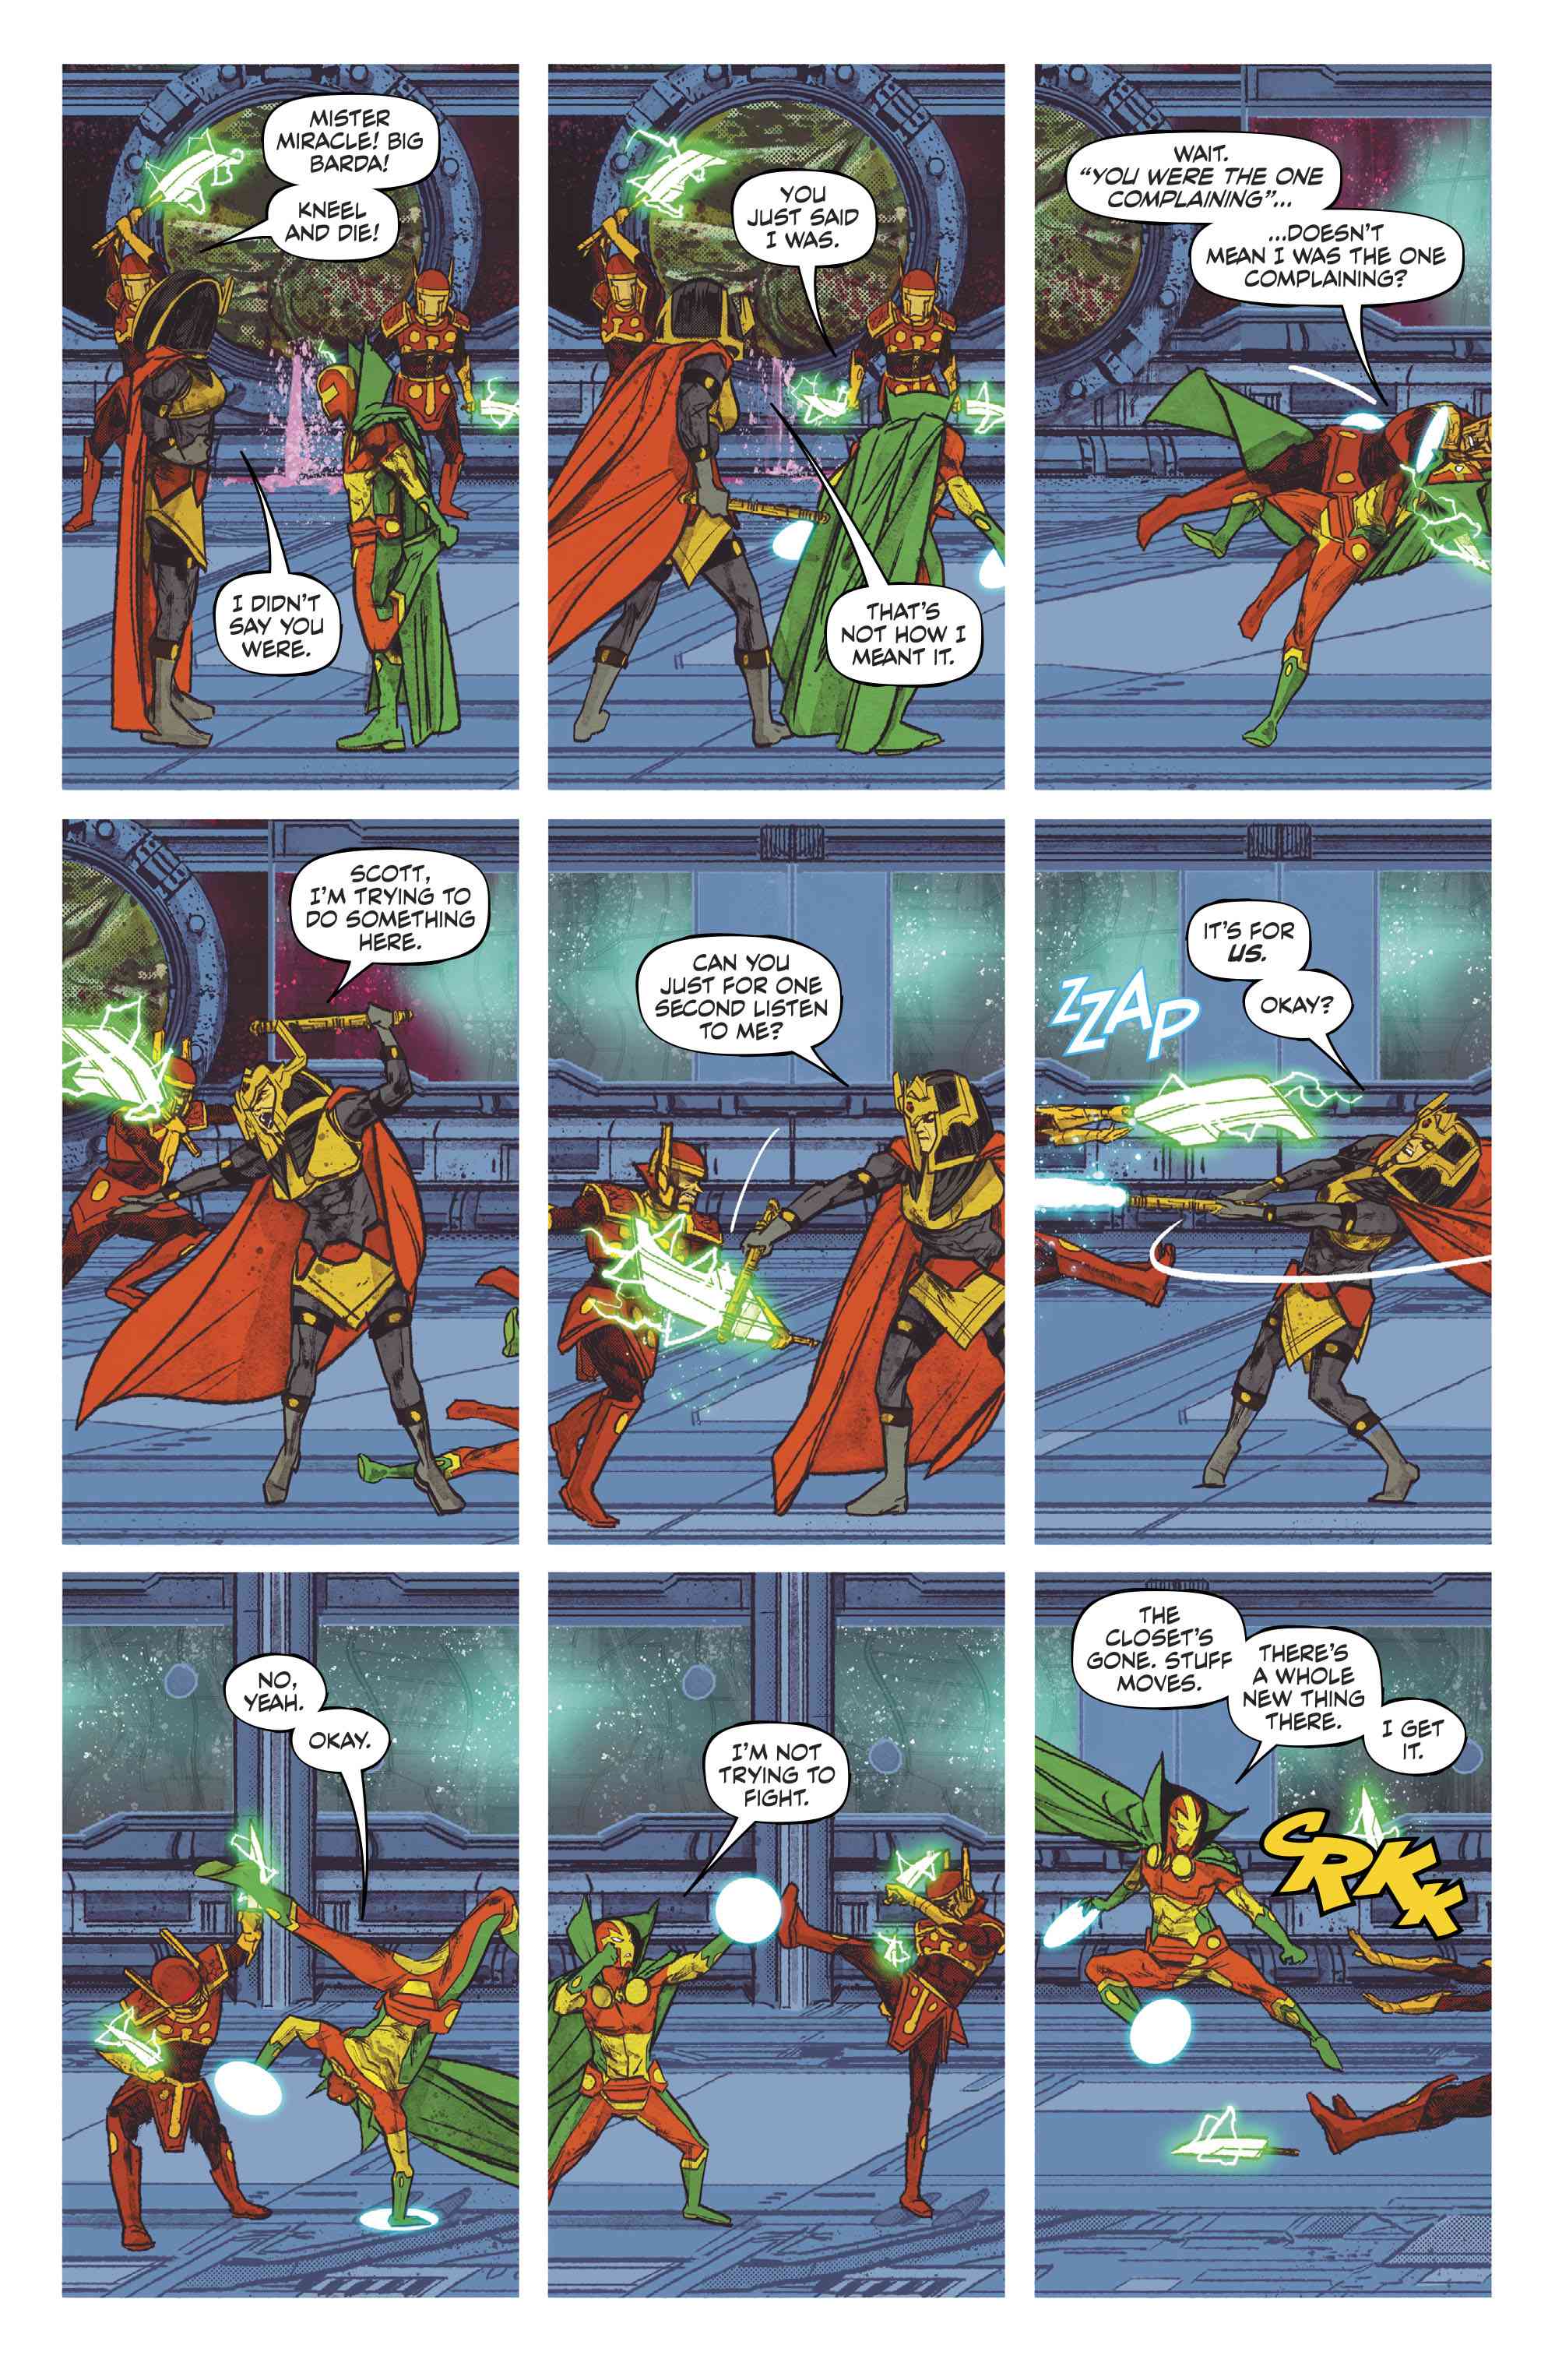 MISTER
MIRACLE! BIG
BARDA!
KNEEL
AND DIE!
I DIDN'T
SAY YOU
WERE.
YOU
JUST SAID
I WAS.
THAT'S
NOT HOW I
MEANT IT.
WAIT.
"YOU WERE THE ONE
COMPLAINING"...
...DOESN'T
MEAN I WAS THE ONE
COMPLAINING?
SCOTT,
I'M TRYING TO
DO SOMETHING
HERE.
CAN YOU
JUST FOR ONE
SECOND LISTEN
TO ME?
IT'S FOR
US.
OKAY?
ZZAP
NO,
YEAH.
OKAY.
I'M NOT
TRYING TO
FIGHT.
THE
CLOSET'S
GONE. STUFF
MOVES.
THERE'S
A WHOLE
NEW THING
THERE.
I GET
IT.
CRKKK